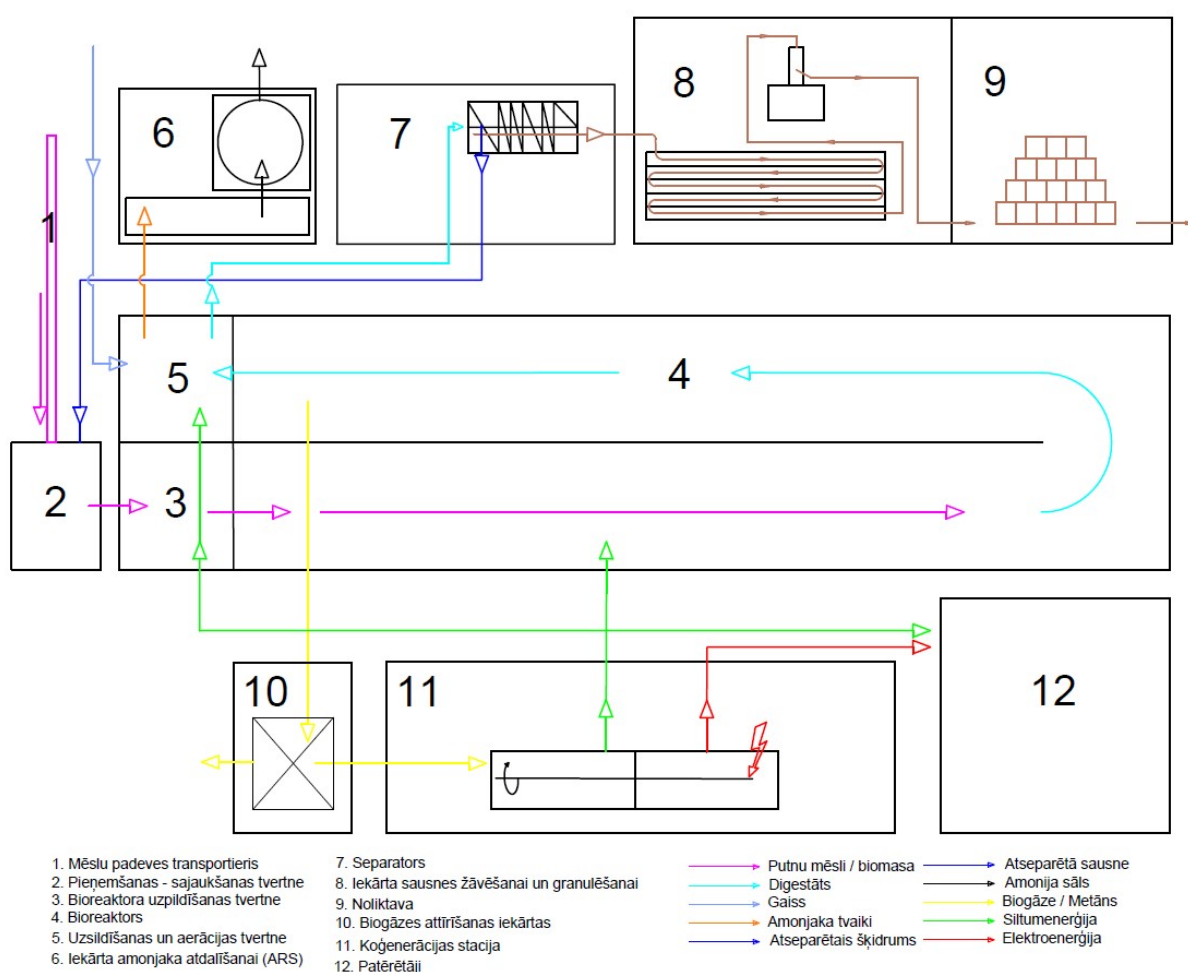 6
7
8
9
1
5
4
2
3
10
11
12
1. Mēslu padeves transportieris
2. Pieņemšanas - sajaukšanas tvertne
3. Bioreaktora uzpildīšanas tvertne
4. Bioreaktors
5. Uzsildīšanas un aerācijas tvertne
6. Iekārta amonjaka atdalīšanai (ARS)
7. Separators
8. Iekārta sausnes žāvēšanai un granulēšanai
9. Noliktava
10. Biogāzes attīrīšanas iekārtas
11. Koģenerācijas stacija
12. Patērētāji
Putnu mēsli / biomasa
Digestāts
Gaiss
Amonjaka tvaiki
Atseparētais šķidrums
Atseparētā sausne
Amonija sāls
Biogāze / Metāns
Siltumenerģija
Elektroenerģija